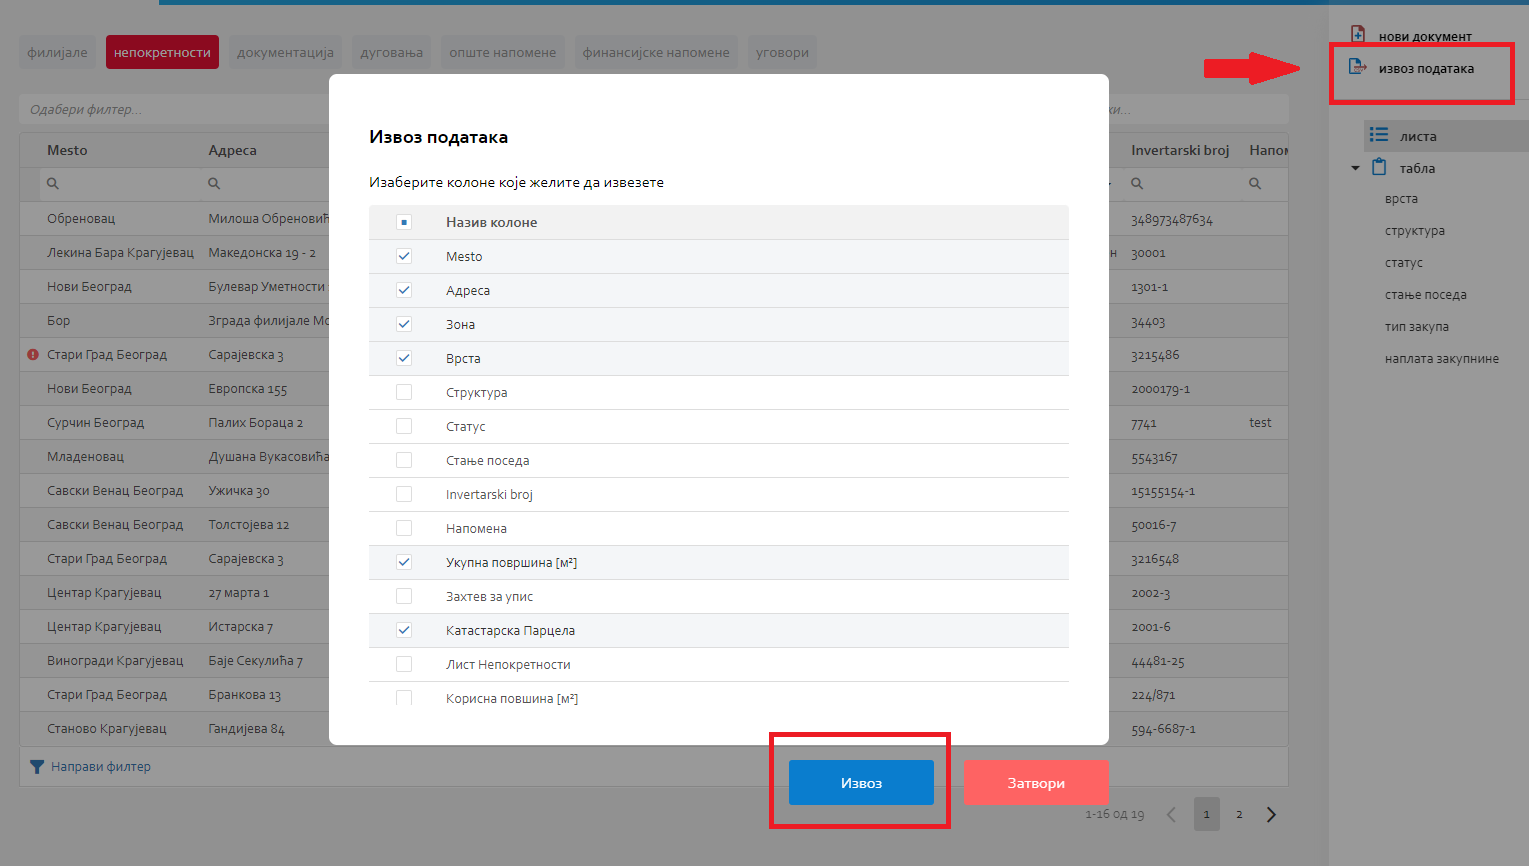 филијале непокретности документација дуговања опште напомене финансијске напомене уговори
нови документ
извоз података
Одабери филтер...
ки...
Извоз података
Изаберите колоне које желите да извезете
Назив колоне
Mesto
Адреса
Зона
Врста
Структура
Статус
Стање поседа
Invertarski broj
Напомена
Укупна површина [м²]
Захтев за упис
Катастарска Парцела
Лист Непокретности
Корисна повшина [м²]
Извоз Затвори
Mesto Адреса Invertarski broj Напом
Обреновац Милоша Обреновић 348973487634
Лекина Бара Крагујевац Македонска 19 - 2 н 30001
Нови Београд Булевар Уметности 1301-1
Бор Зграда филијале Мо 34403
Стари Град Београд Сарајевска 3 3215486
Нови Београд Европска 155 2000179-1
Сурчин Београд Палих Бораца 2 7741 test
Младеновац Душана Вукасовића 5543167
Савски Венац Београд Ужичка 30 15155154-1
Савски Венац Београд Толстојева 12 50016-7
Стари Град Београд Сарајевска 3 3216548
Центар Крагујевац 27 марта 1 2002-3
Центар Крагујевац Истарска 7 2001-6
Виногради Крагујевац Баје Секулића 7 44481-25
Стари Град Београд Бранкова 13 224/871
Станово Крагујевац Гандијева 84 594-6687-1
Направи филтер
1-16 од 19 1 2
листа
табла
врста
структура
статус
стање поседа
тип закупа
наплата закупнине